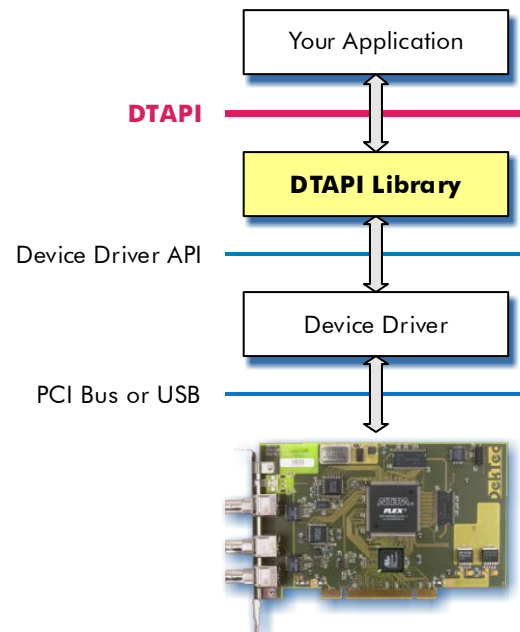 Your Application
DTAPI
DTAPI Library
Device Driver API
Device Driver
PCI Bus or USB
DekTec
FLEX